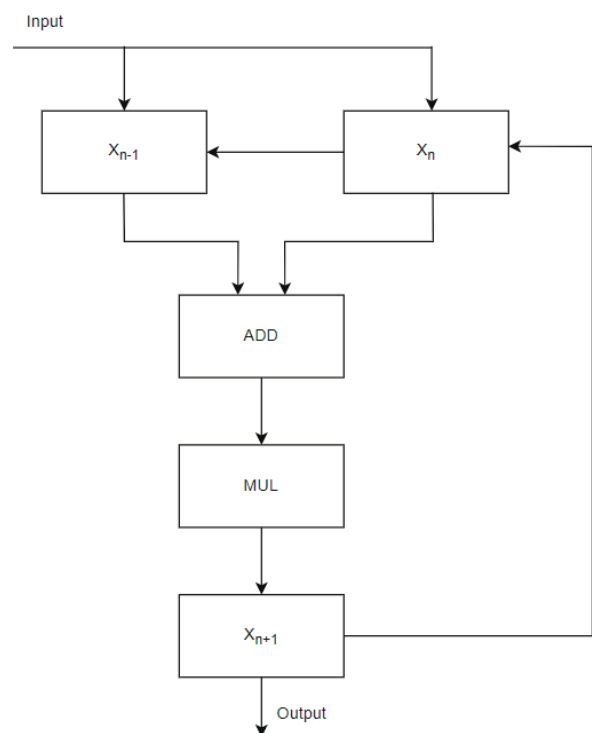 Input
Xn-1
Xn
ADD
MUL
Xn+1
Output